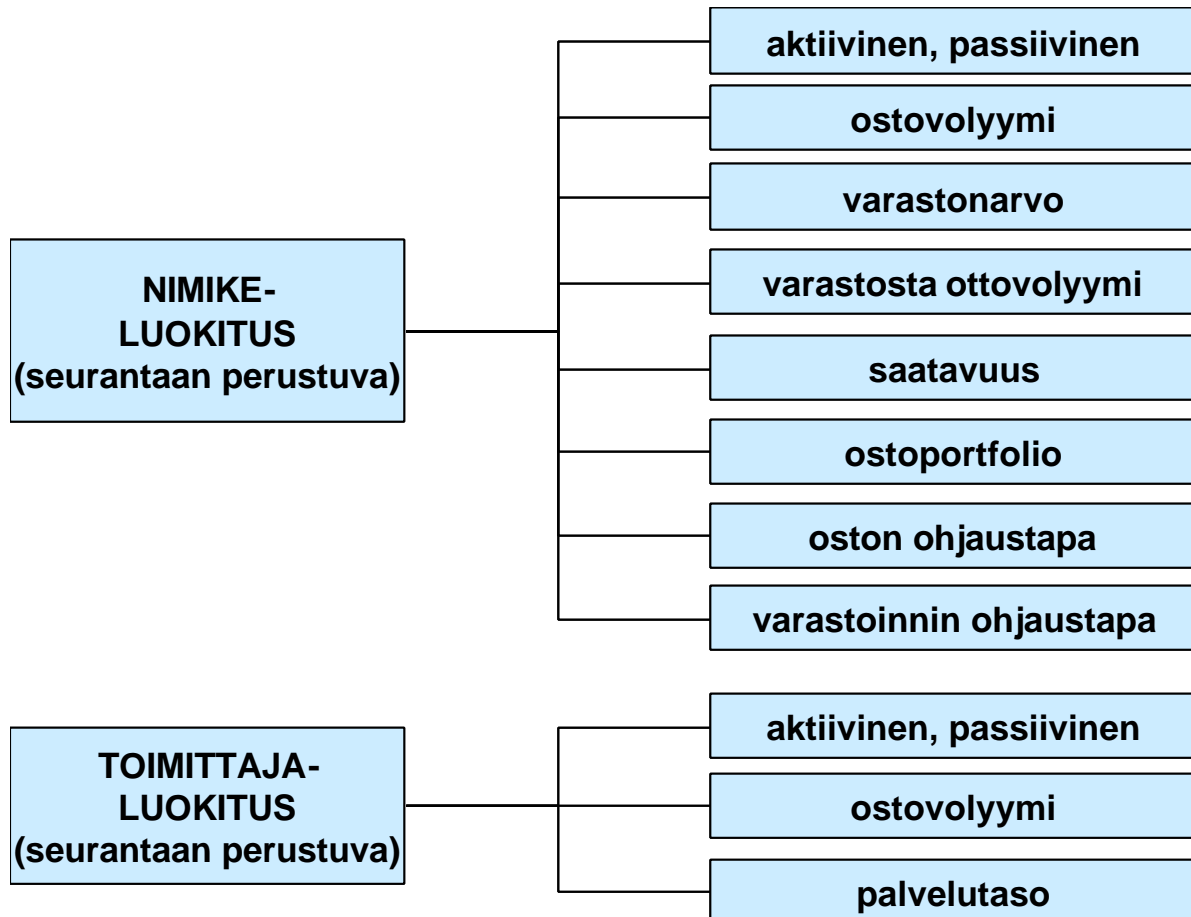 aktiivinen, passiivinen
ostovolyymi
varastonarvo
NIMIKE-
LUOKITUS
(seurantaan perustuva)
varastosta ottovolyymi
saatavuus
ostoportfolio
oston ohjaustapa
varastoinnin ohjaustapa
TOIMITTAJA-
LUOKITUS
(seurantaan perustuva)
aktiivinen, passiivinen
ostovolyymi
palvelutaso